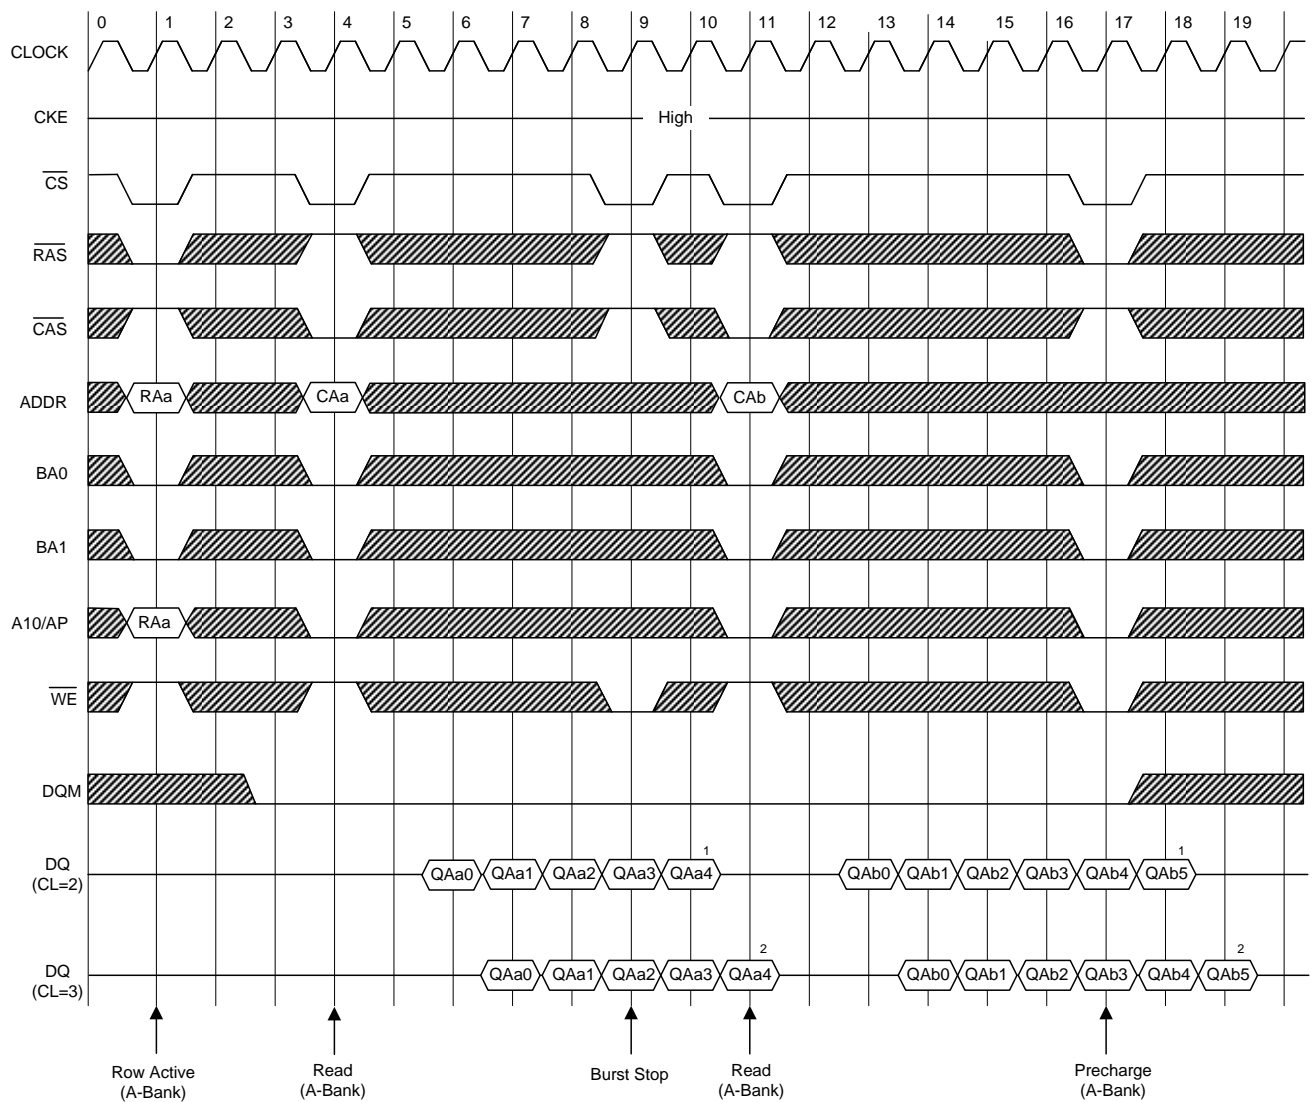 0 1 2 3 4 5 6 7 8 9 10 11 12 13 14 15 16 17 18 19
CLOCK
CKE High
CS
RAS
CAS
ADDR RAa CAa CAb
BA0
BA1
A10/AP RAa
WE
DQM
DQ
(CL=2)
1 1
QAa0 QAa1 QAa2 QAa3 QAa4 QAb0 QAb1 QAb2 QAb3 QAb4 QAb5
DQ
(CL=3)
2 2
QAa0 QAa1 QAa2 QAa3 QAa4 QAb0 QAb1 QAb2 QAb3 QAb4 QAb5
Row Active
(A-Bank)
Read
(A-Bank)
Burst Stop
Read
(A-Bank)
Precharge
(A-Bank)